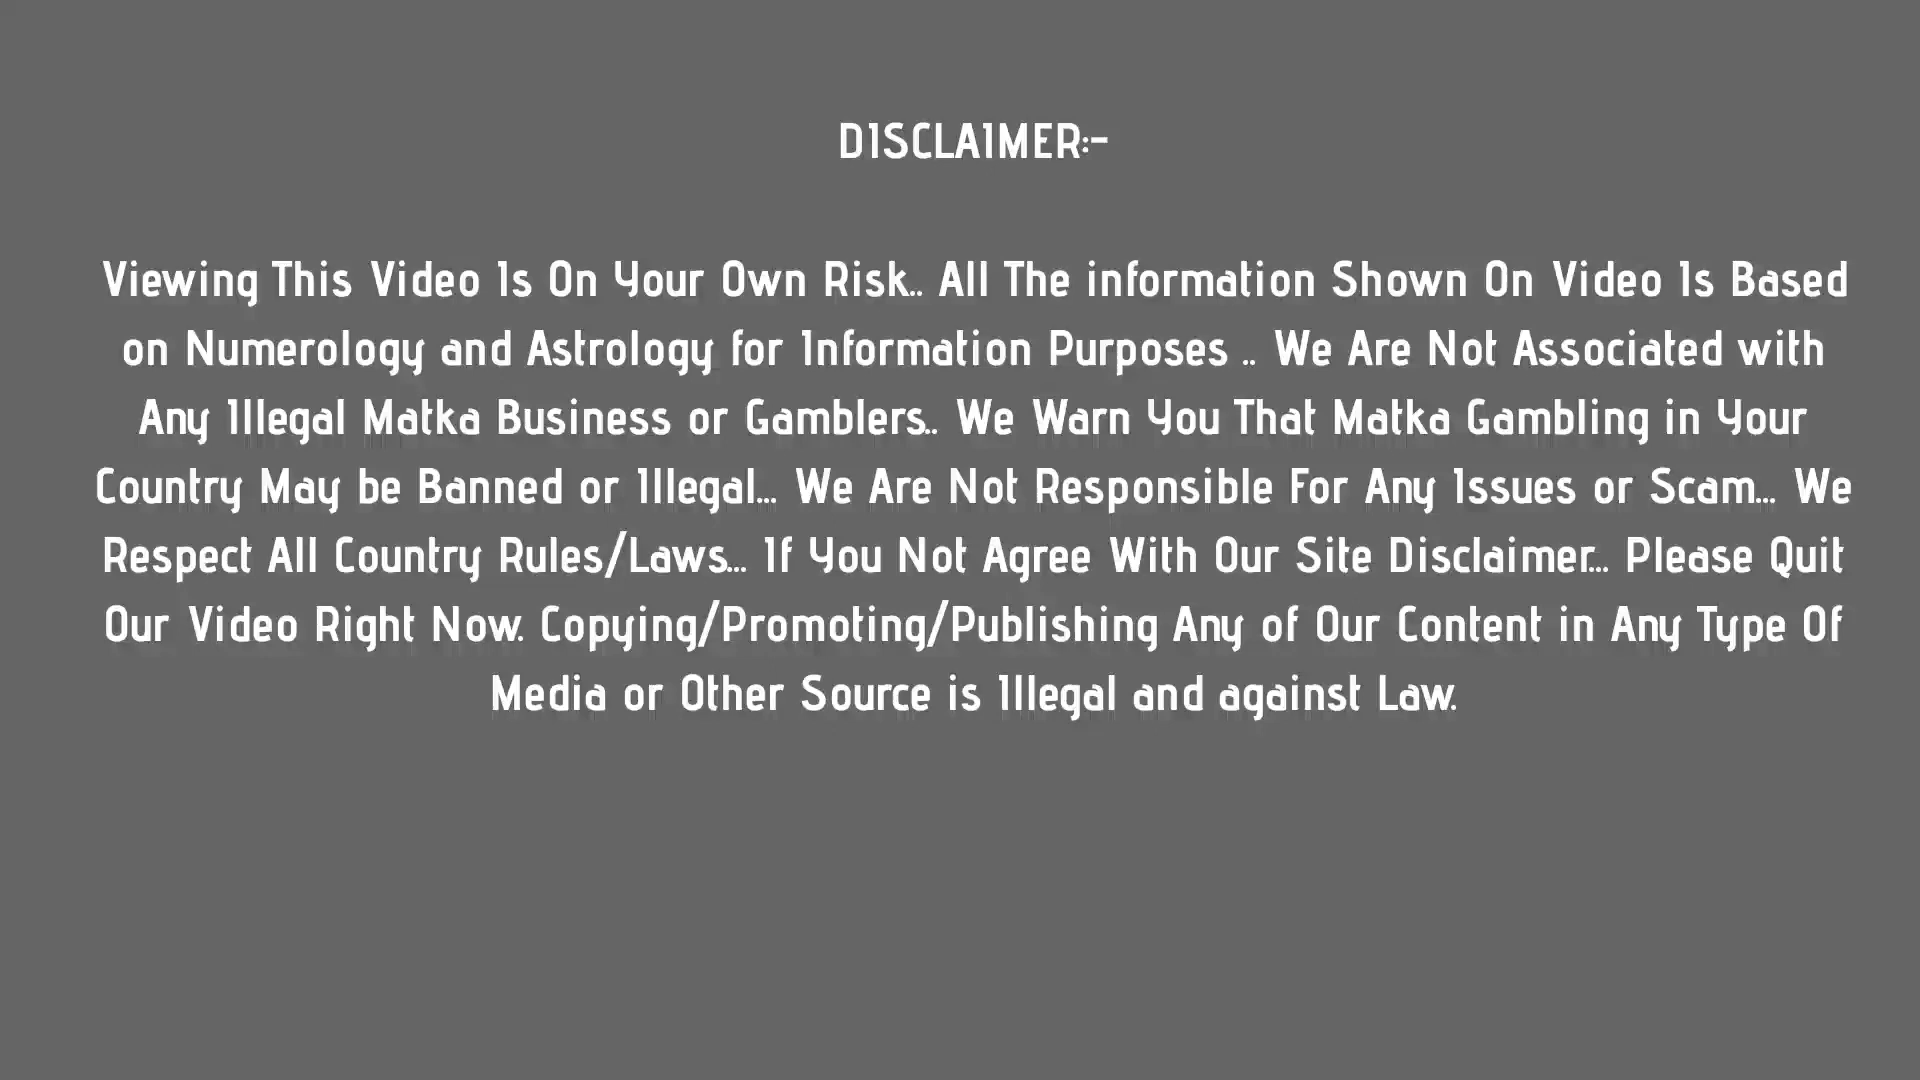 DISCLAIMER:-
Viewing This Video Is On Your Own Risk.. All The information Shown On Video Is Based
on Numerology and Astrology for Information Purposes .. We Are Not Associated with
Any Illegal Matka Business or Gamblers.. We Warn You That Matka Gambling in Your
Country May be Banned or Illegal... We Are Not Responsible For Any Issues or Scam... We
Respect All Country Rules/Laws... If You Not Agree With Our Site Disclaimer... Please Quit
Our Video Right Now. Copying/Promoting/Publishing Any of Our Content in Any Type Of
Media or Other Source is Illegal and against Law.